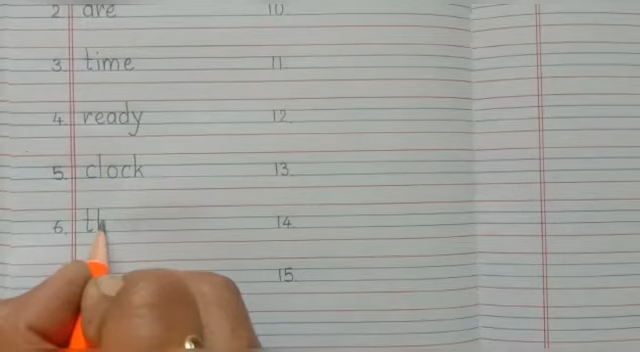 2. are
3. time
4. ready
5. clock
6. th
10.
11.
12.
13.
14.
15.